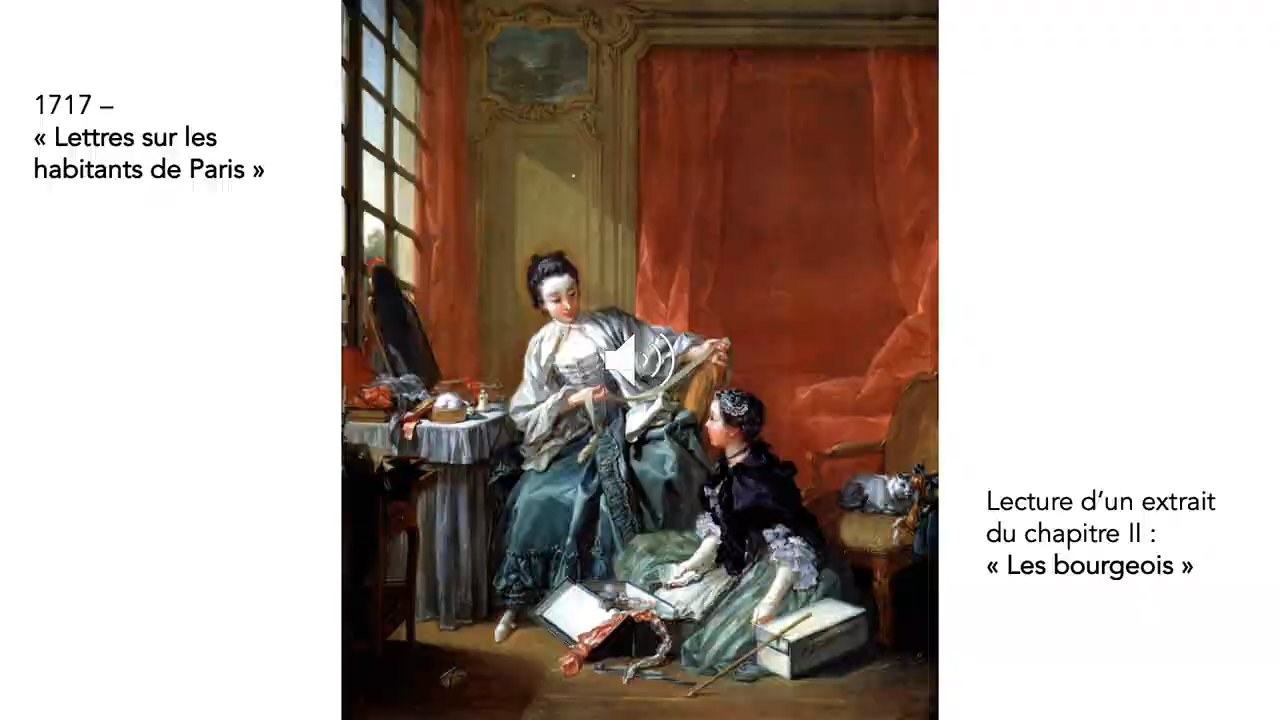 1717 –
« Lettres sur les
habitants de Paris »
Lecture d’un extrait
du chapitre II :
« Les bourgeois »